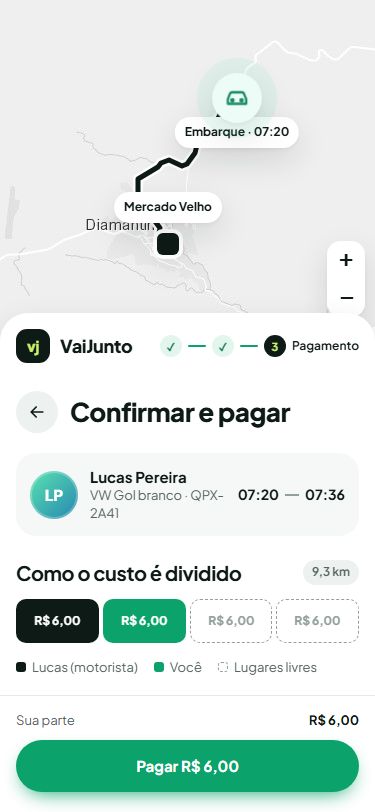 Embarque · 07:20
Mercado Velho
+
−
vj VaiJunto ✓ ✓ 3 Pagamento
← Confirmar e pagar
LP Lucas Pereira
VW Gol branco · QPX-
2A41
07:20 — 07:36
Como o custo é dividido 9,3 km
R$ 6,00 R$ 6,00 R$ 6,00 R$ 6,00
Lucas (motorista) Você Lugares livres
Sua parte R$ 6,00
Pagar R$ 6,00